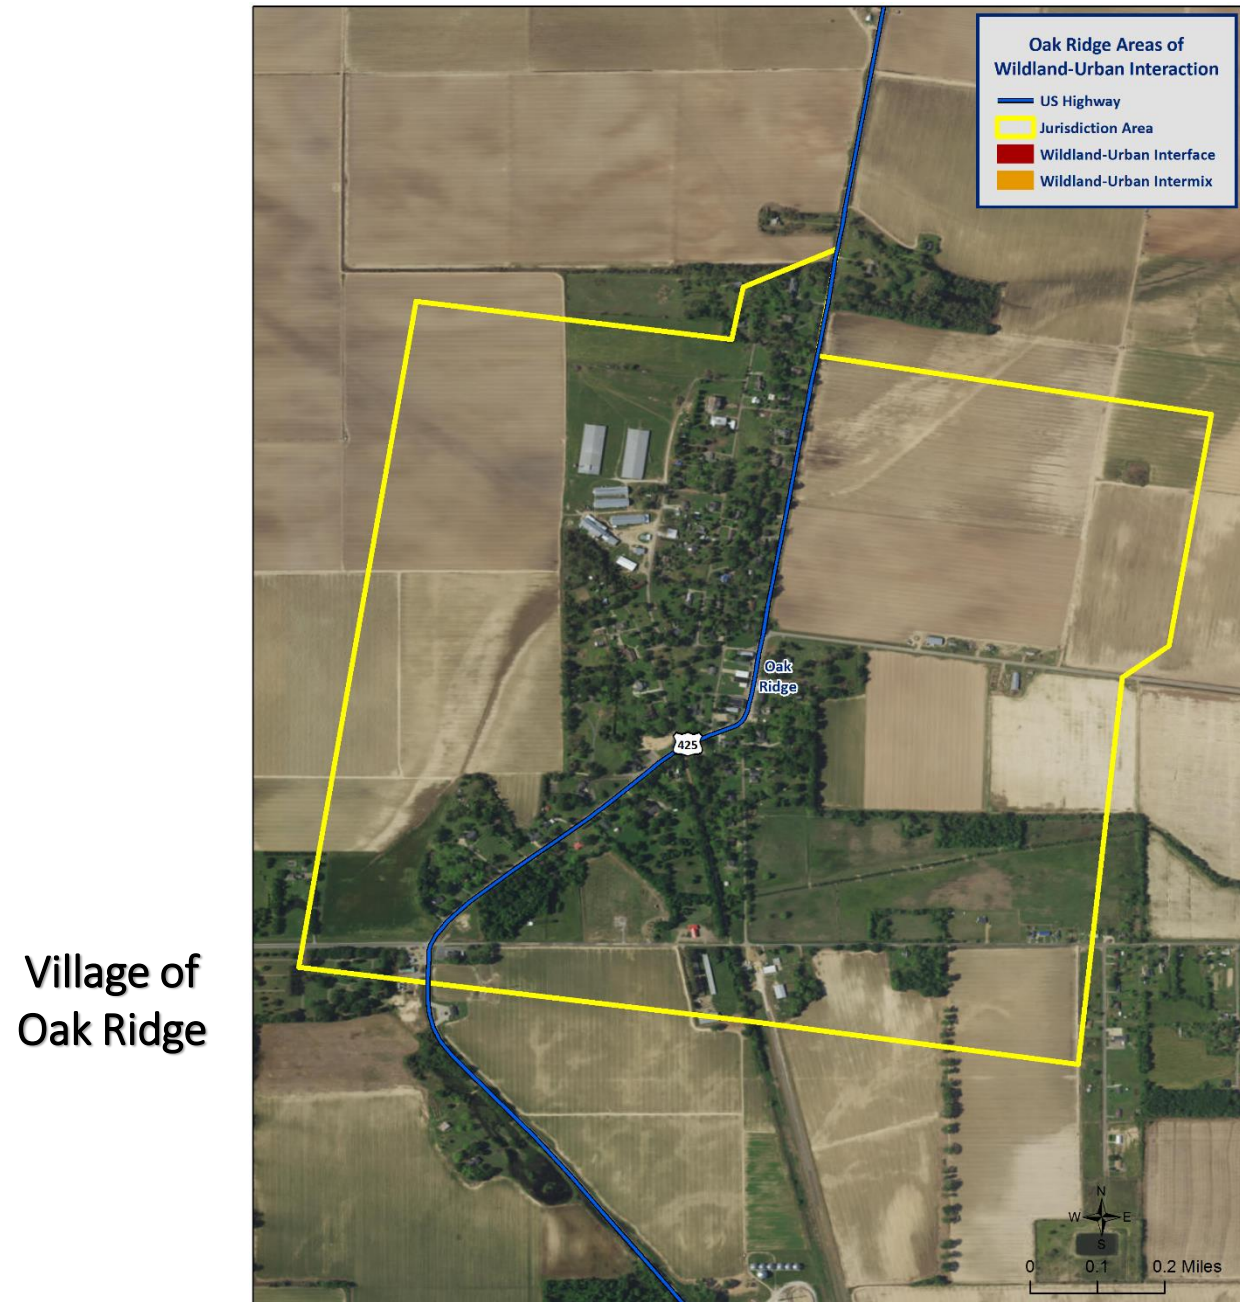 Oak Ridge Areas of
Wildland-Urban Interaction
US Highway
Jurisdiction Area
Wildland-Urban Interface
Wildland-Urban Intermix
Oak
Ridge
425
Village of
Oak Ridge
N
W E
S
0 0.1 0.2 Miles